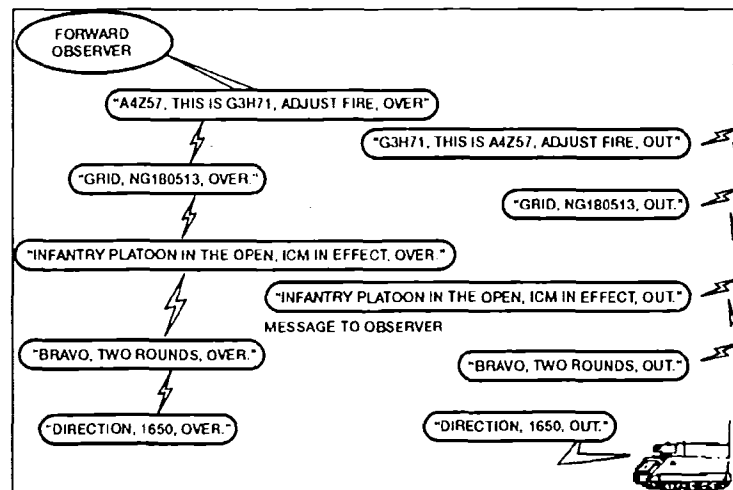 FORWARD
OBSERVER
"A4Z57, THIS IS G3H71, ADJUST FIRE, OVER"
"G3H71, THIS IS A4Z57, ADJUST FIRE, OUT"
"GRID, NG180513, OVER."
"GRID, NG180513, OUT."
"INFANTRY PLATOON IN THE OPEN, ICM IN EFFECT, OVER."
"INFANTRY PLATOON IN THE OPEN, ICM IN EFFECT, OUT."
MESSAGE TO OBSERVER
"BRAVO, TWO ROUNDS, OVER."
"BRAVO, TWO ROUNDS, OUT."
"DIRECTION, 1650, OVER."
"DIRECTION, 1650, OUT."